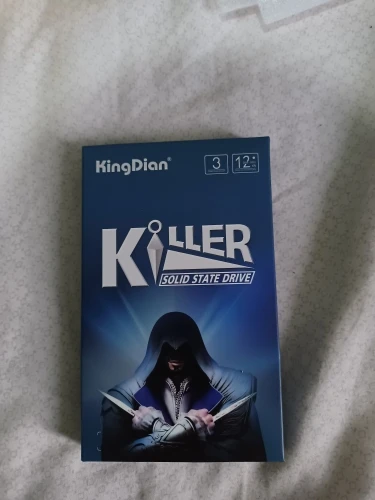 KingDian®
3 12+
KiLLER
SOLID STATE DRIVE